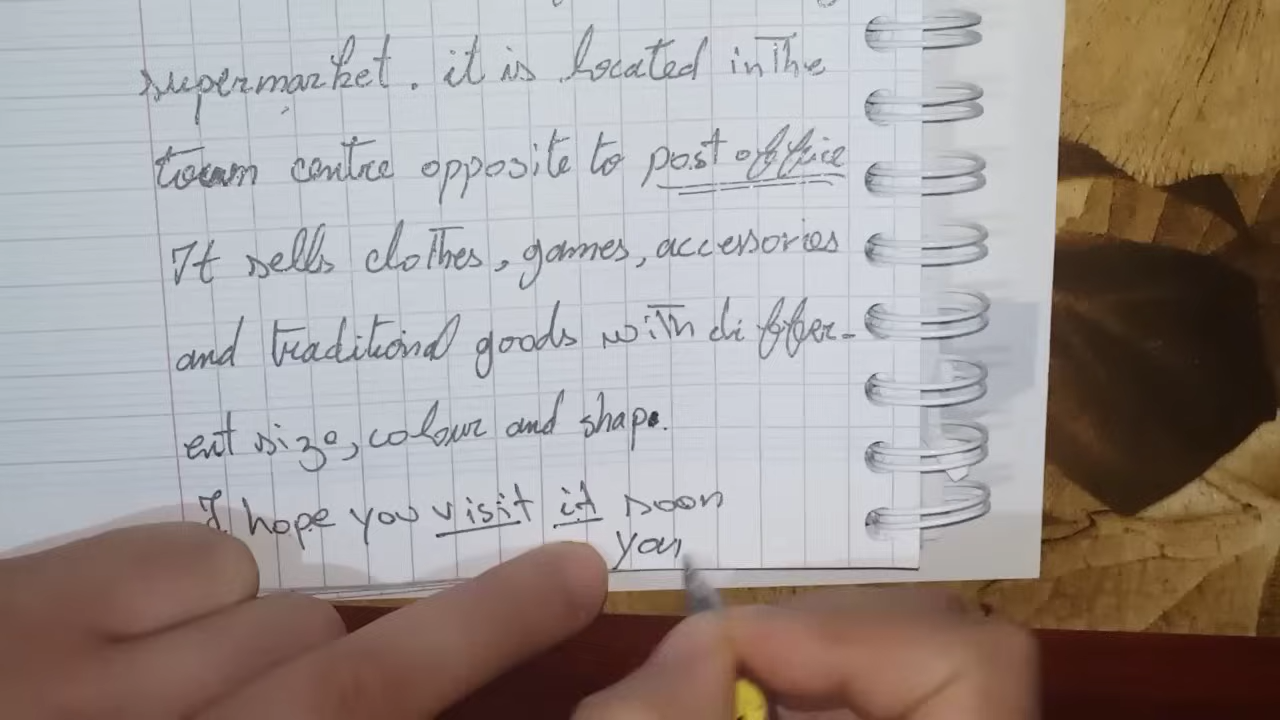 supermarket. it is located in the
town centre opposite to post office
It sells clothes, games, accessories
and traditional goods with differ-
ent size, colour and shape.
I hope you visit it soon
you